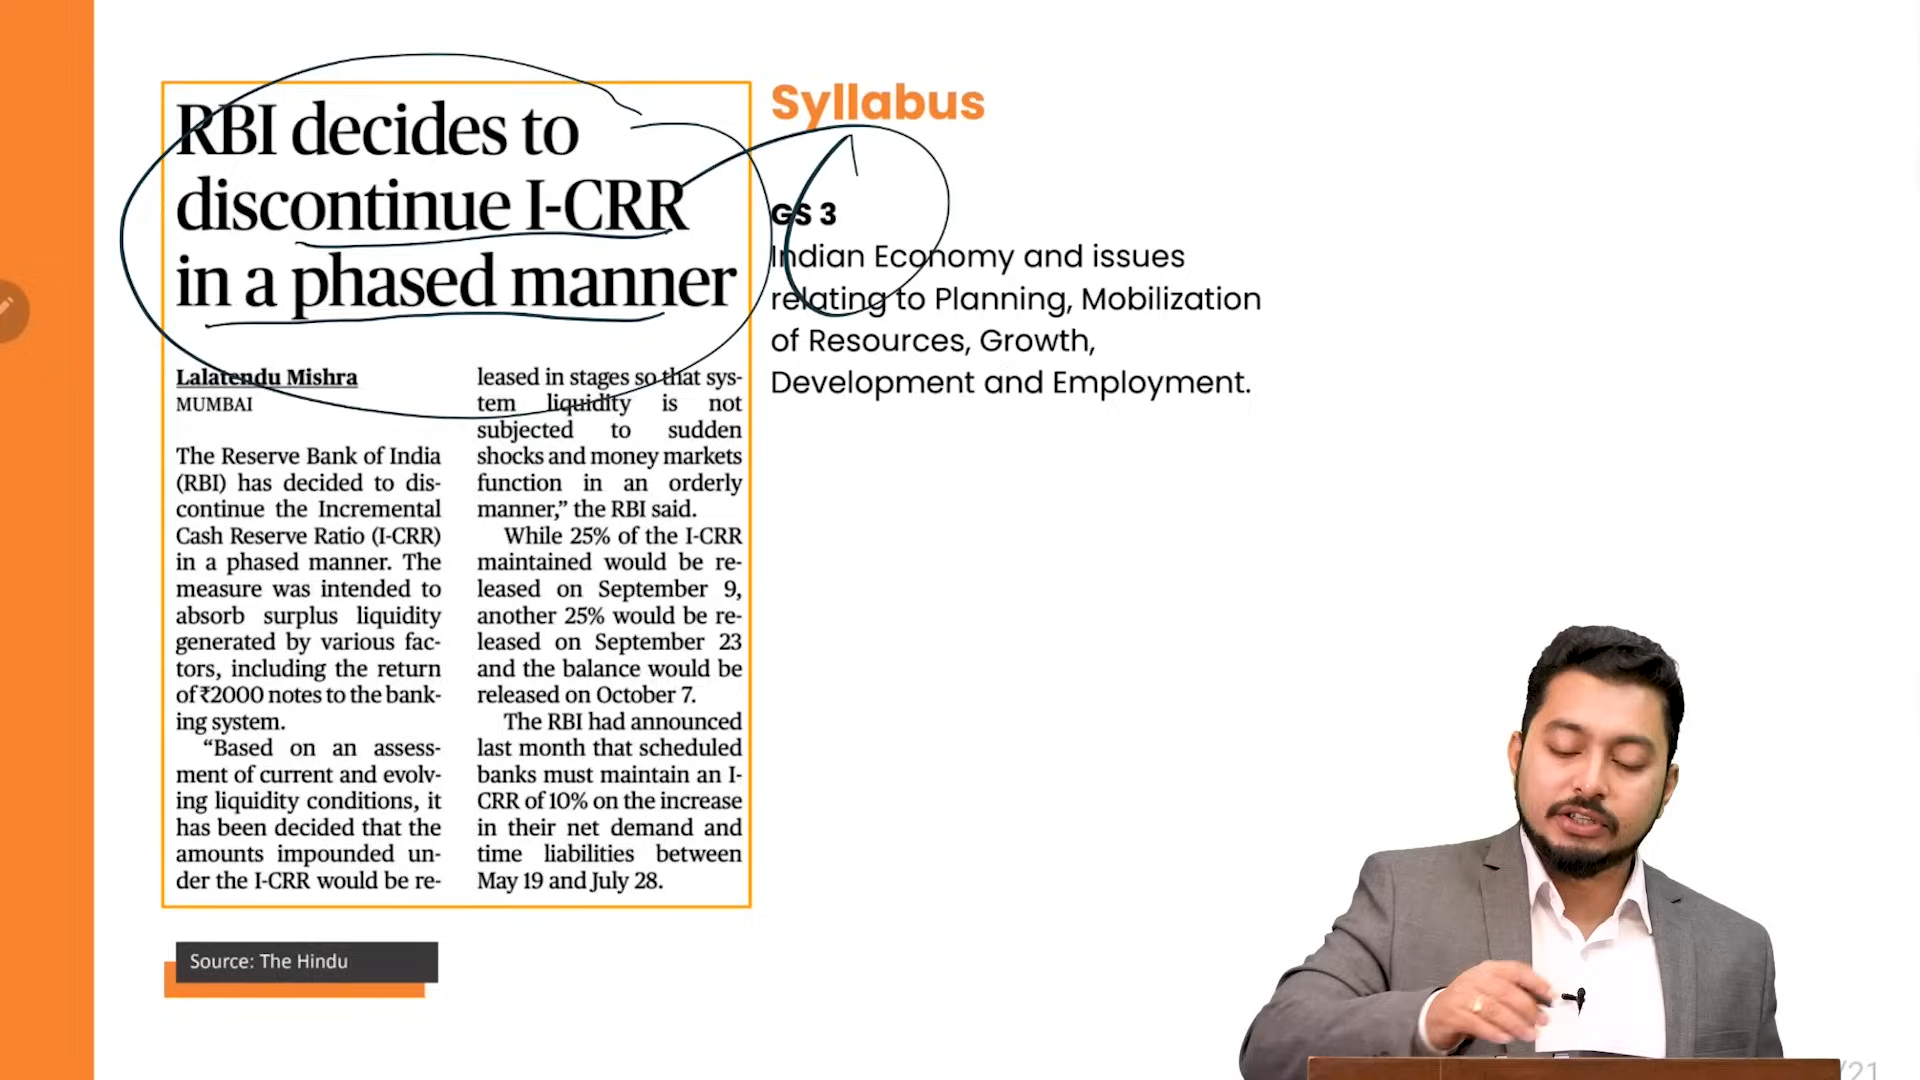 RBI decides to
discontinue I-CRR
in a phased manner
Lalatendu Mishra
MUMBAI
The Reserve Bank of India
(RBI) has decided to dis-
continue the Incremental
Cash Reserve Ratio (I-CRR)
in a phased manner. The
measure was intended to
absorb surplus liquidity
generated by various fac-
tors, including the return
of ₹2000 notes to the bank-
ing system.
“Based on an assess-
ment of current and evolv-
ing liquidity conditions, it
has been decided that the
amounts impounded un-
der the I-CRR would be re-
leased in stages so that sys-
tem liquidity is not
subjected to sudden
shocks and money markets
function in an orderly
manner,” the RBI said.
While 25% of the I-CRR
maintained would be re-
leased on September 9,
another 25% would be re-
leased on September 23
and the balance would be
released on October 7.
The RBI had announced
last month that scheduled
banks must maintain an I-
CRR of 10% on the increase
in their net demand and
time liabilities between
May 19 and July 28.
Source: The Hindu
Syllabus
GS 3
Indian Economy and issues
relating to Planning, Mobilization
of Resources, Growth,
Development and Employment.
/21